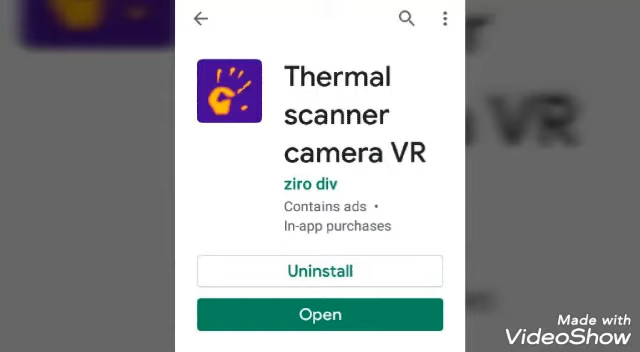 Thermal
scanner
camera VR
ziro div
Contains ads •
In-app purchases
Uninstall
Open
Made with
VideoShow